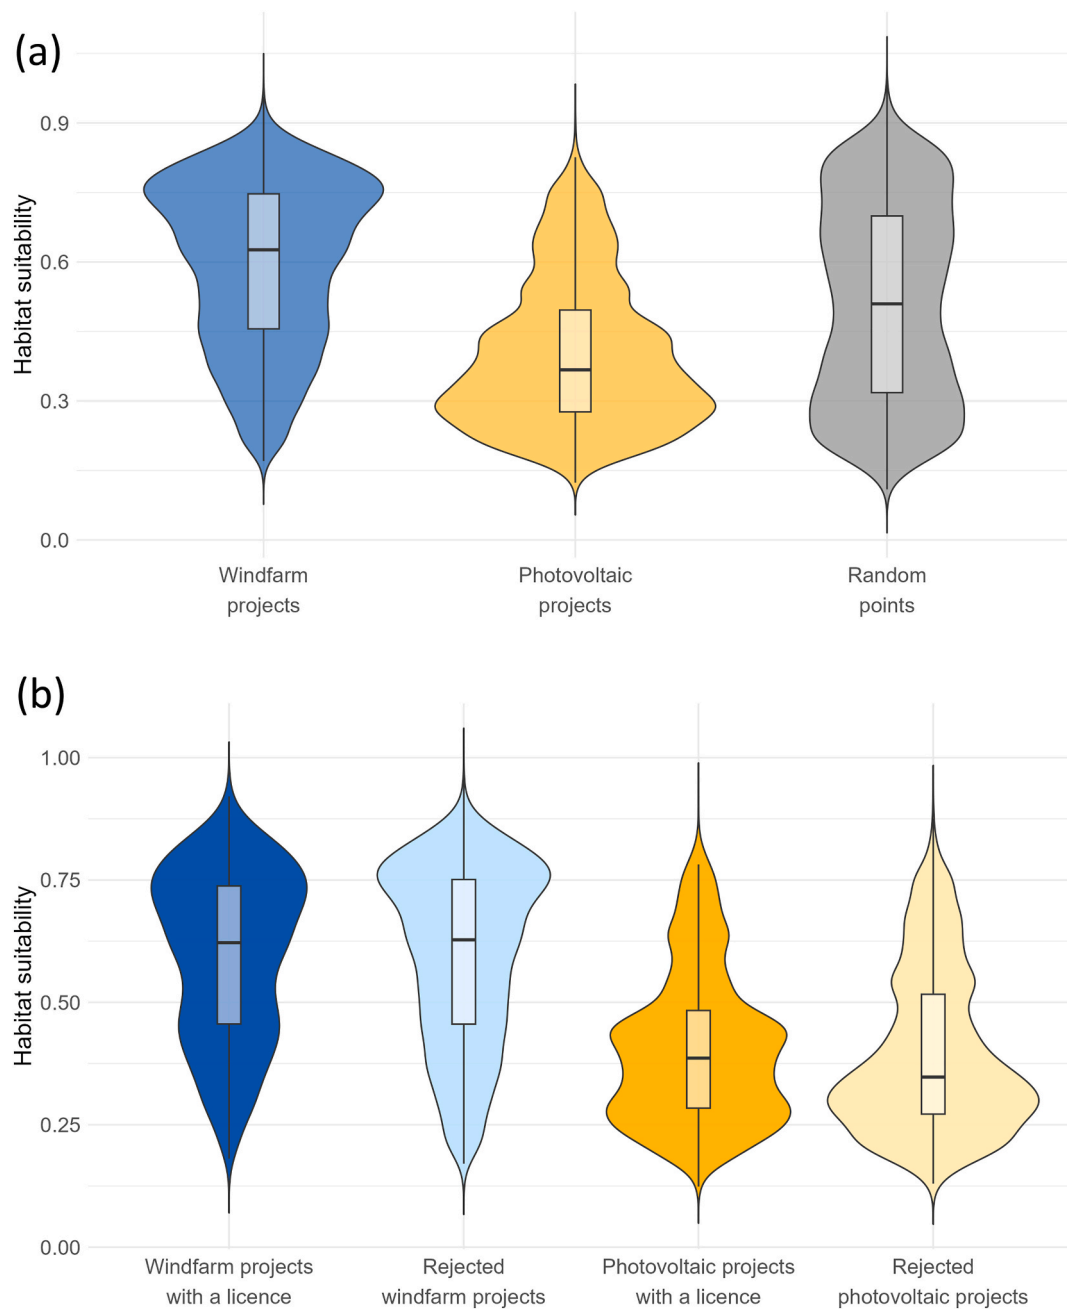 (a)
Habitat suitability
0.9
0.6
0.3
0.0
Windfarm
projects
Photovoltaic
projects
Random
points
(b)
Habitat suitability
1.00
0.75
0.50
0.25
0.00
Windfarm projects
with a licence
Rejected
windfarm projects
Photovoltaic projects
with a licence
Rejected
photovoltaic projects